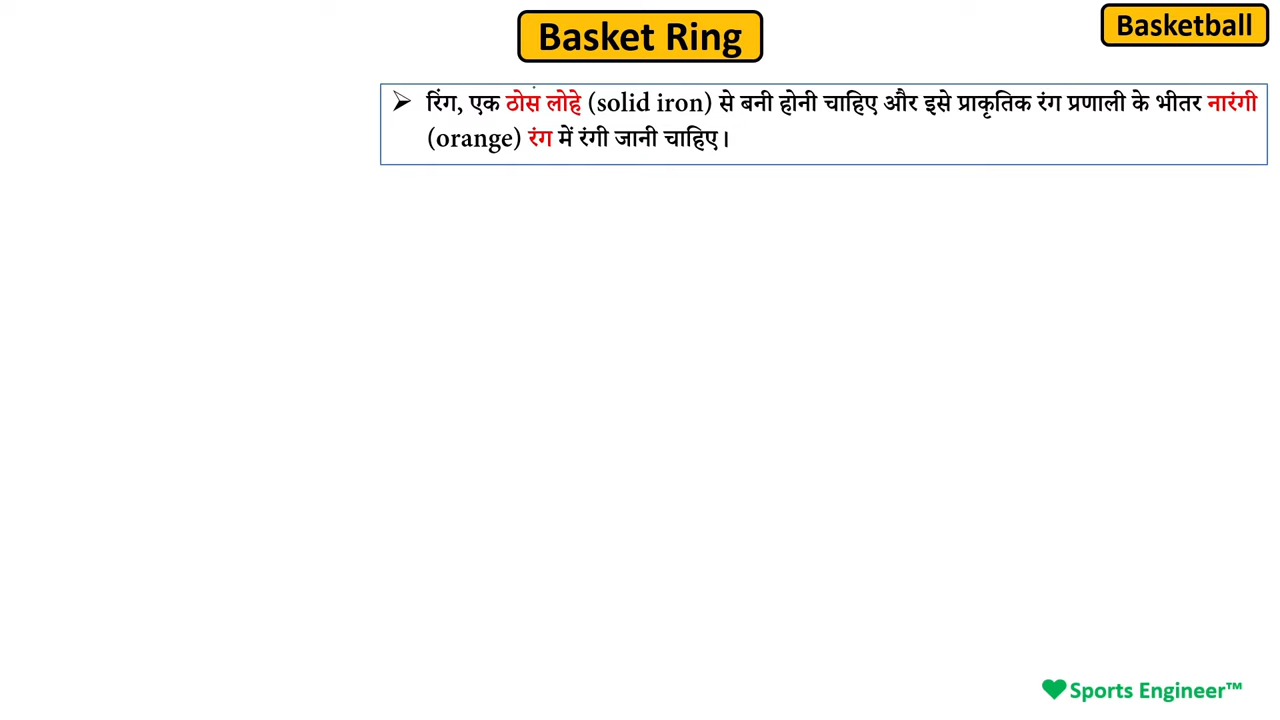 Basket Ring
Basketball
➢ रिंग, एक ठोस लोहे (solid iron) से बनी होनी चाहिए और इसे प्राकृतिक रंग प्रणाली के भीतर नारंगी
(orange) रंग में रंगी जानी चाहिए।
Sports Engineer™